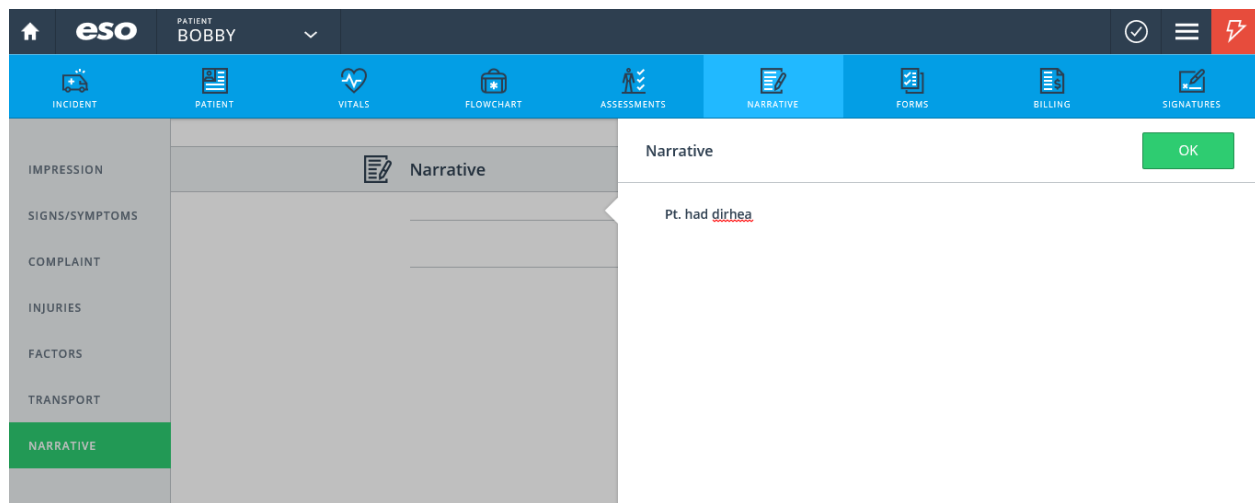 eso
PATIENT
BOBBY
INCIDENT
PATIENT
VITALS
FLOWCHART
ASSESSMENTS
NARRATIVE
FORMS
BILLING
SIGNATURES
IMPRESSION
SIGNS/SYMPTOMS
COMPLAINT
INJURIES
FACTORS
TRANSPORT
NARRATIVE
Narrative
Narrative
OK
Pt. had dirhea